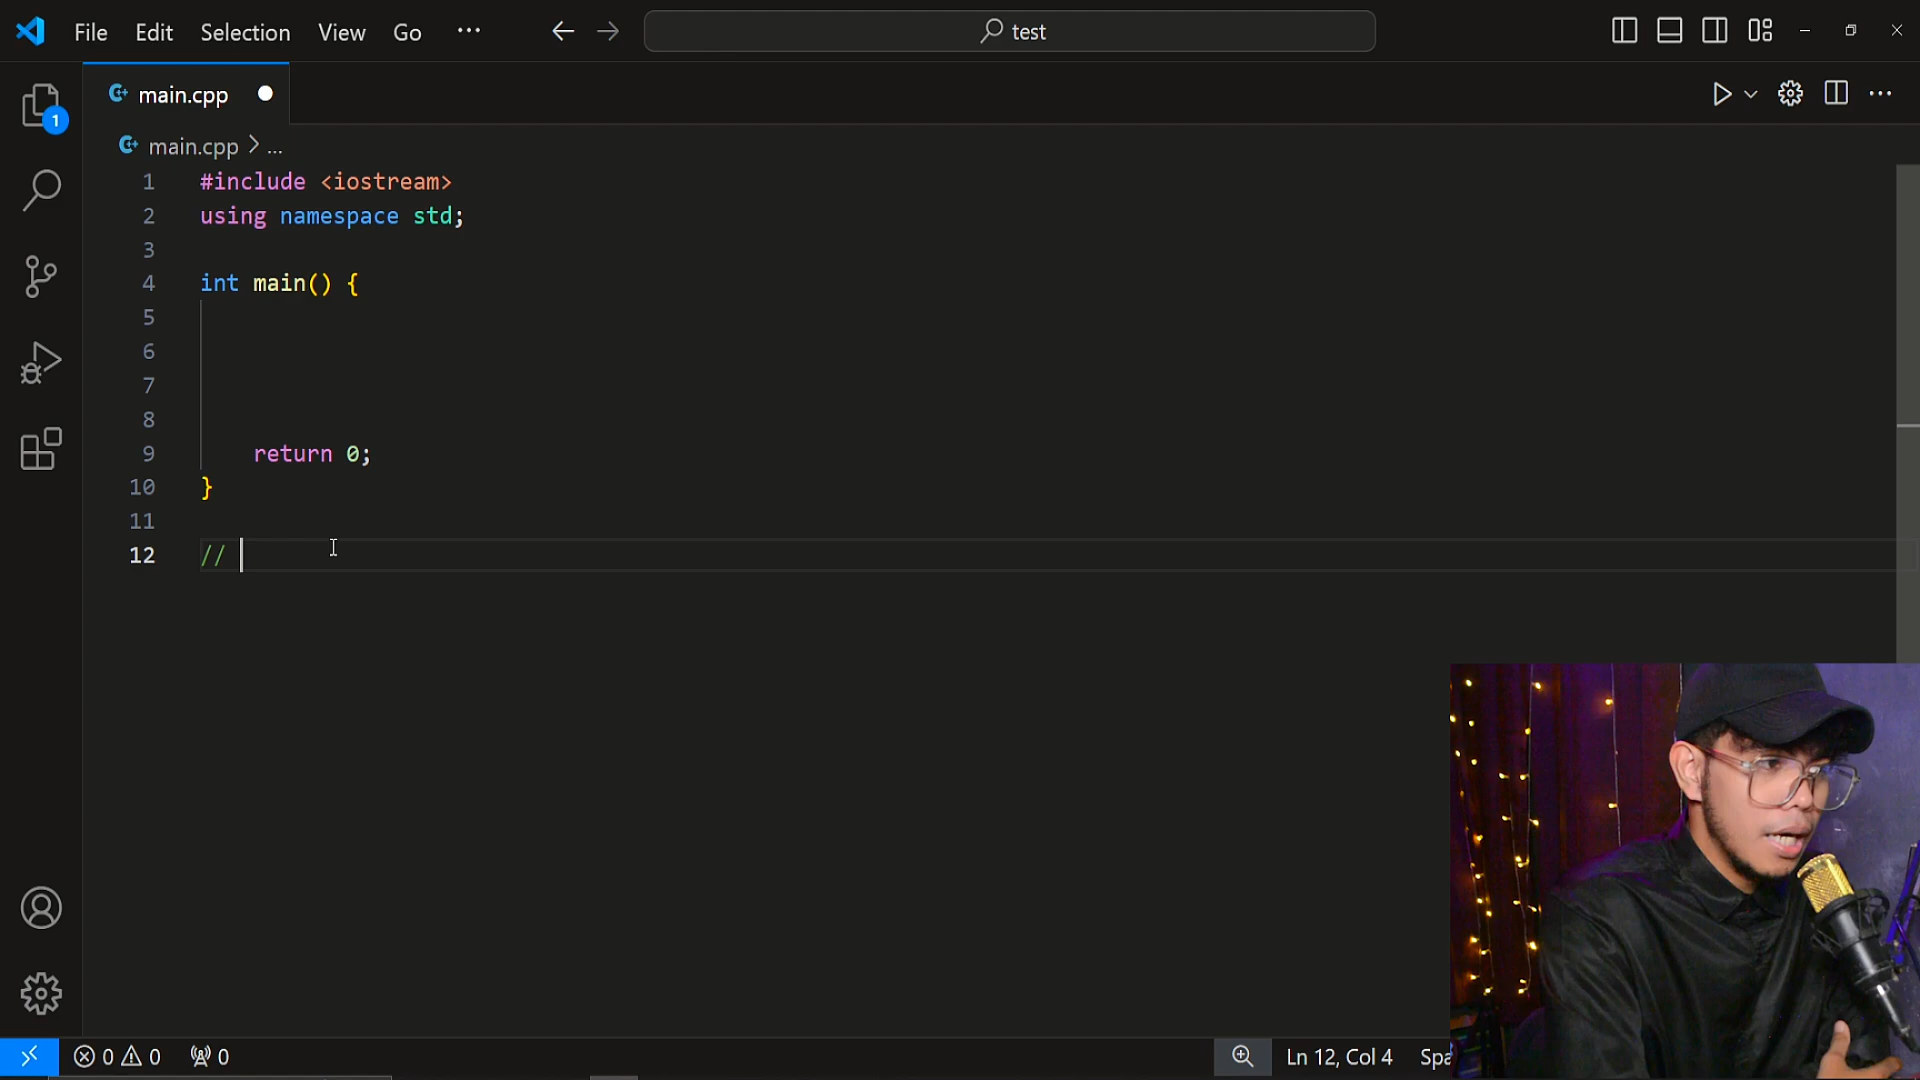 File Edit Selection View Go ... test
main.cpp
main.cpp > ...
1 #include <iostream>
2 using namespace std;
3
4 int main() {
5
6
7
8
9 return 0;
10 }
11
12 //
1
0 0 0 Ln 12, Col 4 Spa